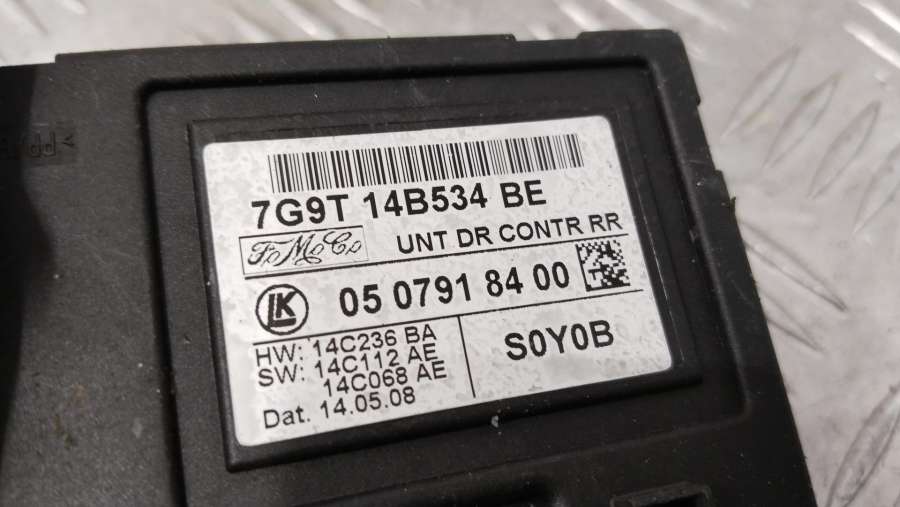 7G9T 14B534 BE
FoMoCo
UNT DR CONTR RR
LK
05 0791 84 00
HW: 14C236 BA
SW: 14C112 AE
14C068 AE
Dat. 14.05.08
S0Y0B